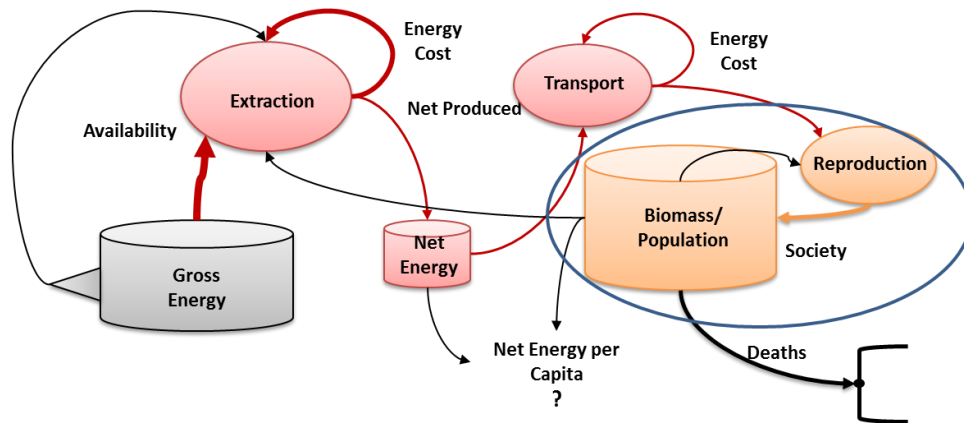 Energy
Cost
Extraction
Availability
Net Produced
Energy
Cost
Transport
Reproduction
Biomass/
Population
Society
Gross
Energy
Net
Energy
Net Energy per
Capita
?
Deaths